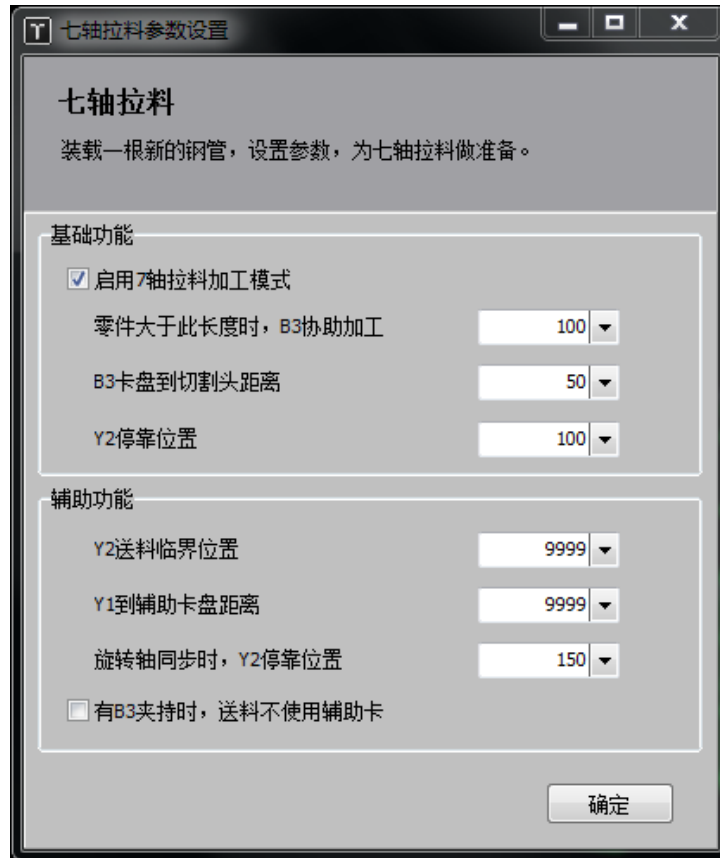 七轴拉料参数设置
七轴拉料
装载一根新的钢管，设置参数，为七轴拉料做准备。
基础功能
启用7轴拉料加工模式
零件大于此长度时，B3协助加工 100
B3卡盘到切割头距离 50
Y2停靠位置 100
辅助功能
Y2送料临界位置 9999
Y1到辅助卡盘距离 9999
旋转轴同步时，Y2停靠位置 150
有B3夹持时，送料不使用辅助卡
确定